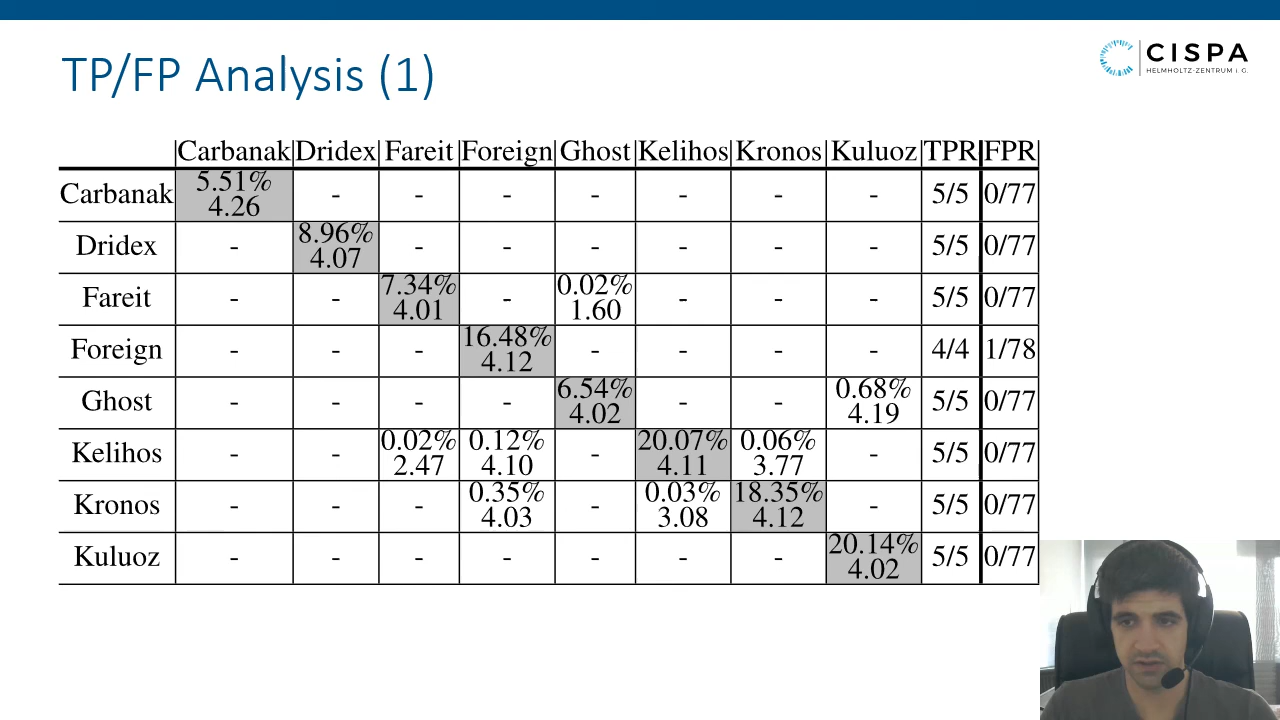 TP/FP Analysis (1)
CISPA
HELMHOLTZ-ZENTRUM i. G.
Carbanak Dridex Fareit Foreign Ghost Kelihos Kronos Kuluoz TPR FPR
Carbanak 5.51% 4.26 - - - - - - - 5/5 0/77
Dridex - 8.96% 4.07 - - - - - - 5/5 0/77
Fareit - - 7.34% 4.01 - 0.02% 1.60 - - - 5/5 0/77
Foreign - - - 16.48% 4.12 - - - - 4/4 1/78
Ghost - - - - 6.54% 4.02 - - 0.68% 4.19 5/5 0/77
Kelihos - - 0.02% 2.47 0.12% 4.10 - 20.07% 4.11 0.06% 3.77 - 5/5 0/77
Kronos - - - 0.35% 4.03 - 0.03% 3.08 18.35% 4.12 - 5/5 0/77
Kuluoz - - - - - - - 20.14% 4.02 5/5 0/77